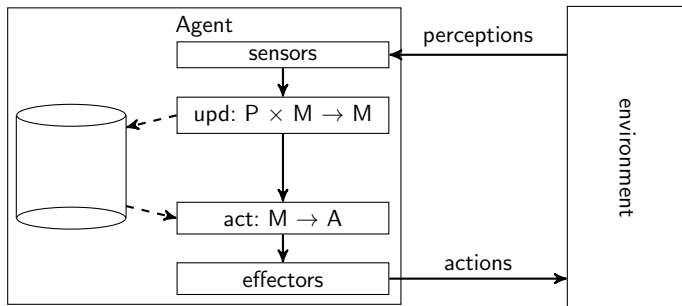 Agent
sensors
perceptions
upd: P × M → M
act: M → A
effectors
actions
environment